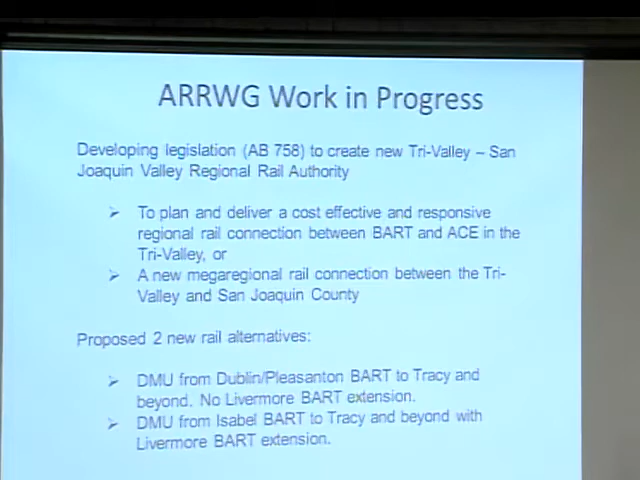 ARRWG Work in Progress
Developing legislation (AB 758) to create new Tri-Valley – San
Joaquin Valley Regional Rail Authority
➢ To plan and deliver a cost effective and responsive
regional rail connection between BART and ACE in the
Tri-Valley, or
➢ A new megaregional rail connection between the Tri-
Valley and San Joaquin County
Proposed 2 new rail alternatives:
➢ DMU from Dublin/Pleasanton BART to Tracy and
beyond. No Livermore BART extension.
➢ DMU from Isabel BART to Tracy and beyond with
Livermore BART extension.